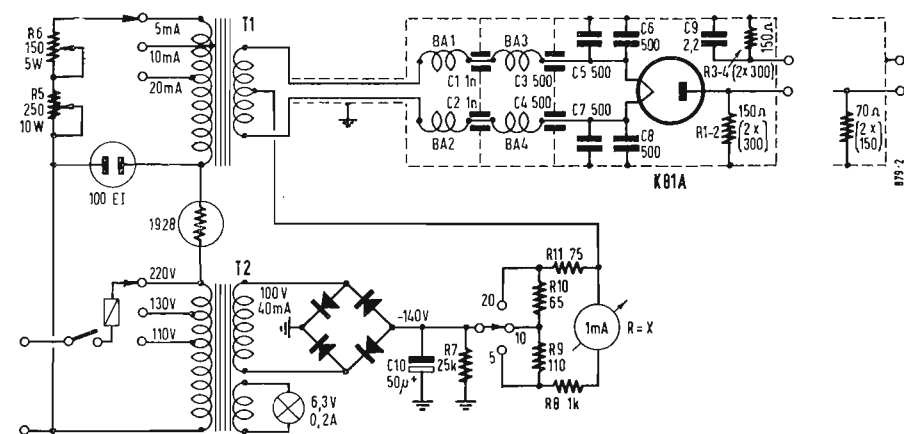 R6
150
5W
R5
250
10W
5mA
10mA
20mA
T1
BA1
BA3
C1 1n
C3 500
C2 1n
C4 500
BA2
BA4
C6
500
C5 500
C7 500
C8
500
C9
2,2
150Ω
R3-4 (2x300)
150Ω
(2x
300)
R1-2
70Ω
(2x
150)
K81A
879-2
100 E1
1928
220V
130V
110V
T2
100V
40mA
6,3V
0,2A
-140V
C10
50μ
+
R7
25k
20
10
5
R11 75
R10
65
R9
110
R8 1k
1mA
R=X